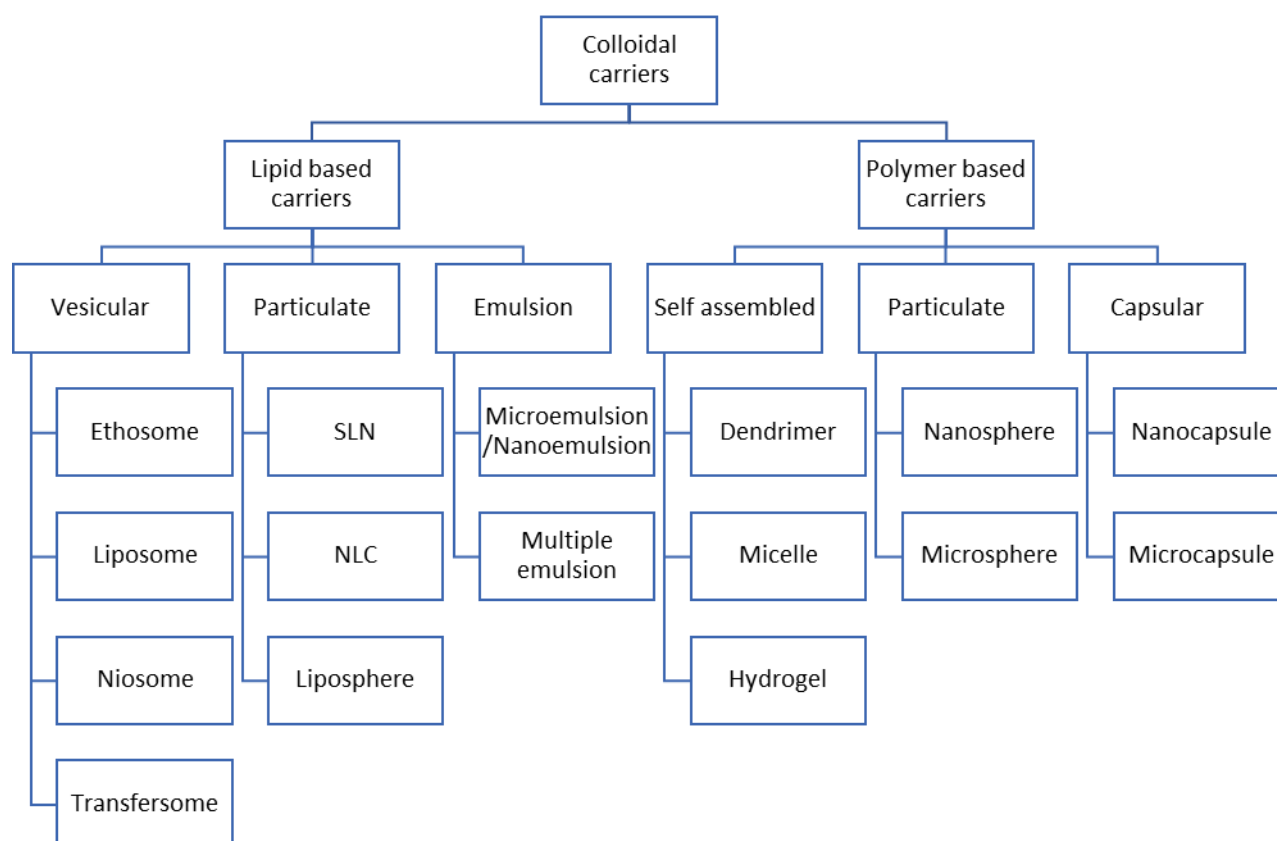 Colloidal
carriers
Lipid based
carriers
Polymer based
carriers
Vesicular
Particulate
Emulsion
Self assembled
Particulate
Capsular
Ethosome
SLN
Microemulsion
/Nanoemulsion
Dendrimer
Nanosphere
Nanocapsule
Liposome
NLC
Multiple
emulsion
Micelle
Microsphere
Microcapsule
Niosome
Liposphere
Hydrogel
Transfersome